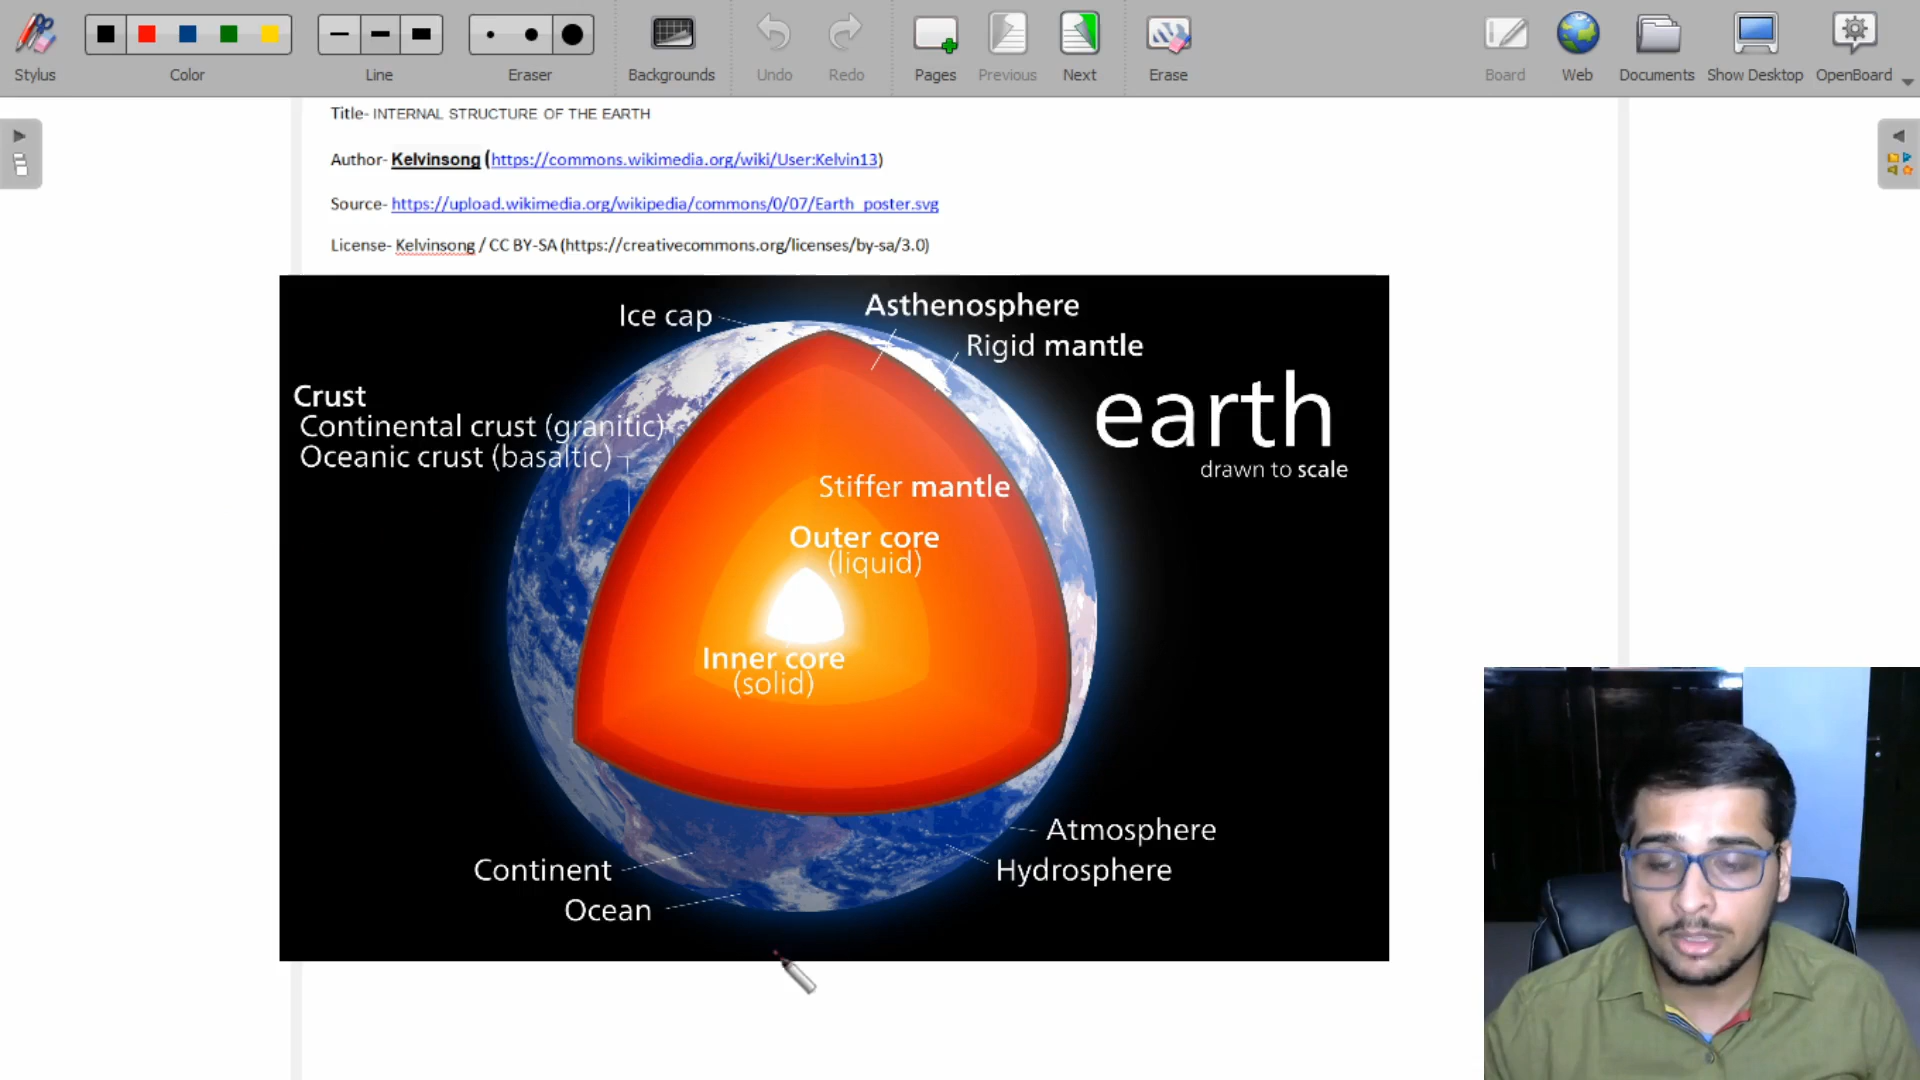 Stylus
Color
Line
Eraser
Backgrounds
Undo
Redo
Pages
Previous
Next
Erase
Board
Web
Documents
Show Desktop
OpenBoard
Title- INTERNAL STRUCTURE OF THE EARTH
Author- Kelvinsong (https://commons.wikimedia.org/wiki/User:Kelvin13)
Source- https://upload.wikimedia.org/wikipedia/commons/0/07/Earth_poster.svg
License- Kelvinsong / CC BY-SA (https://creativecommons.org/licenses/by-sa/3.0)
Ice cap
Asthenosphere
Rigid mantle
Crust
Continental crust (granitic)
Oceanic crust (basaltic)
earth
drawn to scale
Stiffer mantle
Outer core
(liquid)
Inner core
(solid)
Atmosphere
Hydrosphere
Continent
Ocean